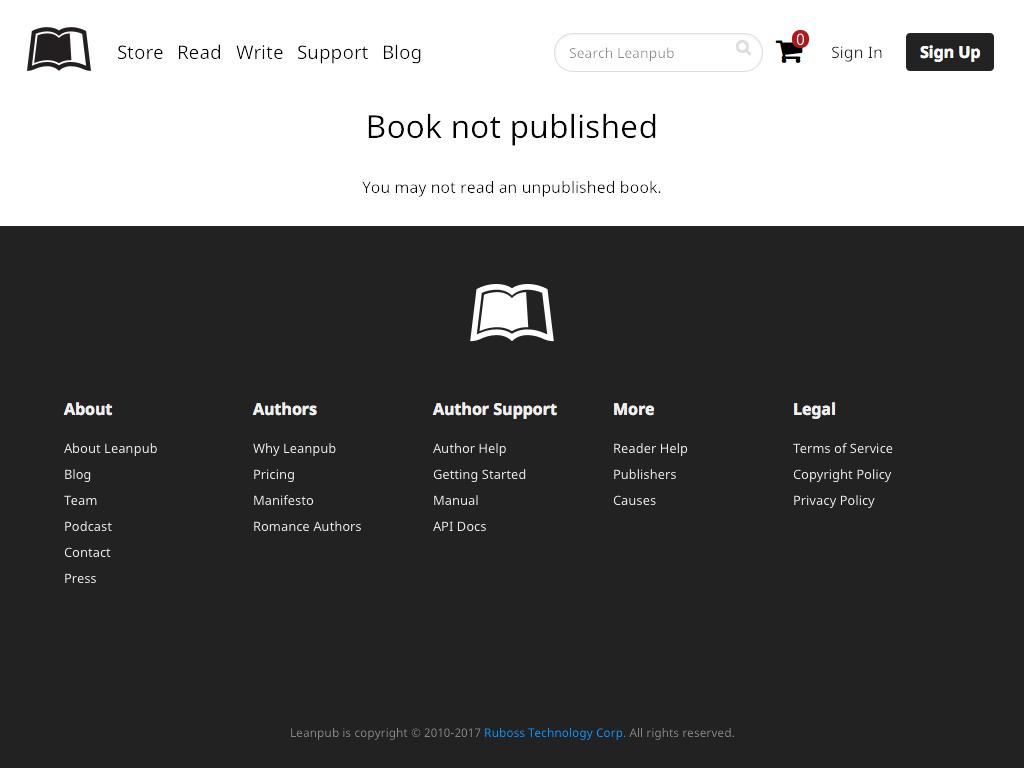 Store Read Write Support Blog
Search Leanpub
0
Sign In
Sign Up
Book not published
You may not read an unpublished book.
About
About Leanpub
Blog
Team
Podcast
Contact
Press
Authors
Why Leanpub
Pricing
Manifesto
Romance Authors
Author Support
Author Help
Getting Started
Manual
API Docs
More
Reader Help
Publishers
Causes
Legal
Terms of Service
Copyright Policy
Privacy Policy
Leanpub is copyright © 2010-2017 Ruboss Technology Corp. All rights reserved.